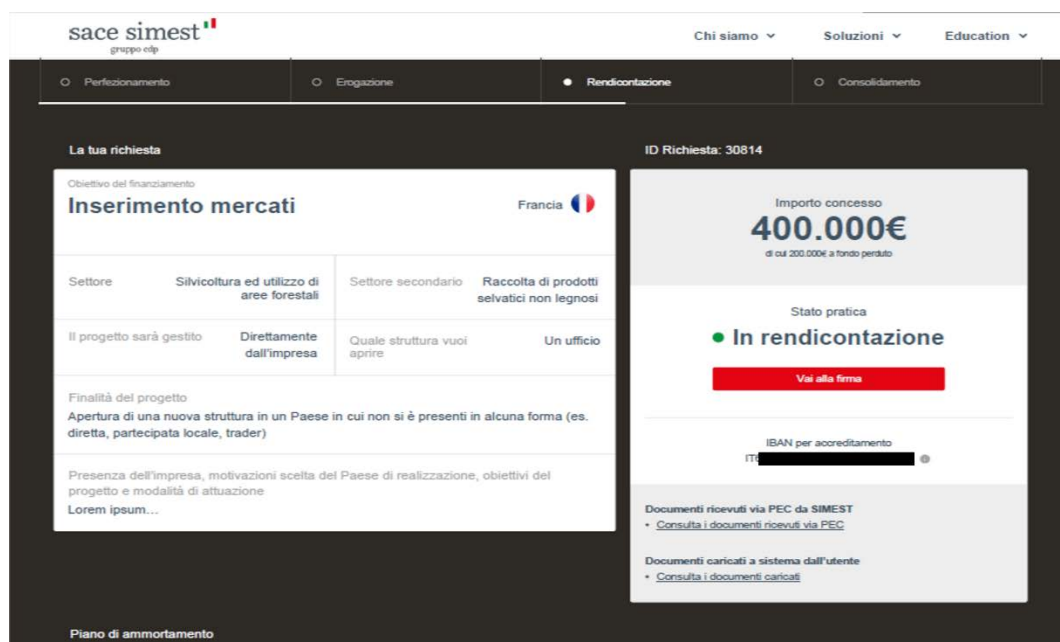 sace simest
gruppo cdp
Chi siamo Soluzioni Education
Perfezionamento Erogazione Rendicontazione Consolidamento
La tua richiesta
Obiettivo del finanziamento
Inserimento mercati Francia
Settore Silvicoltura ed utilizzo di
aree forestali
Settore secondario Raccolta di prodotti
selvatici non legnosi
Il progetto sarà gestito Direttamente
dall'impresa
Quale struttura vuoi Un ufficio
aprire
Finalità del progetto
Apertura di una nuova struttura in un Paese in cui non si è presenti in alcuna forma (es.
diretta, partecipata locale, trader)
Presenza dell'impresa, motivazioni scelta del Paese di realizzazione, obiettivi del
progetto e modalità di attuazione
Lorem ipsum…
ID Richiesta: 30814
Importo concesso
400.000€
di cui 200.000€ a fondo perduto
Stato pratica
In rendicontazione
Vai alla firma
IBAN per accreditamento
Documenti ricevuti via PEC da SIMEST
• Consulta i documenti ricevuti via PEC
Documenti caricati a sistema dall'utente
• Consulta i documenti caricati
Piano di ammortamento